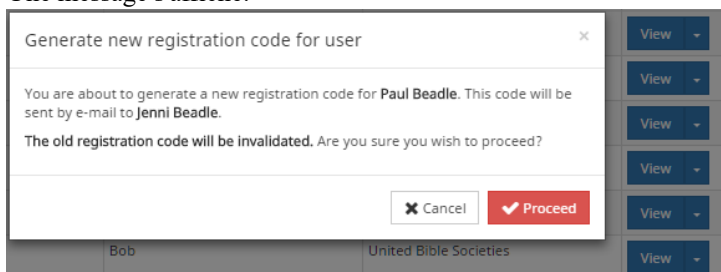 Generate new registration code for user ×
View
You are about to generate a new registration code for Paul Beadle. This code will be
sent by e-mail to Jenni Beadle.
View
The old registration code will be invalidated. Are you sure you wish to proceed?
View
View
Cancel Proceed
View
Bob United Bible Societies View